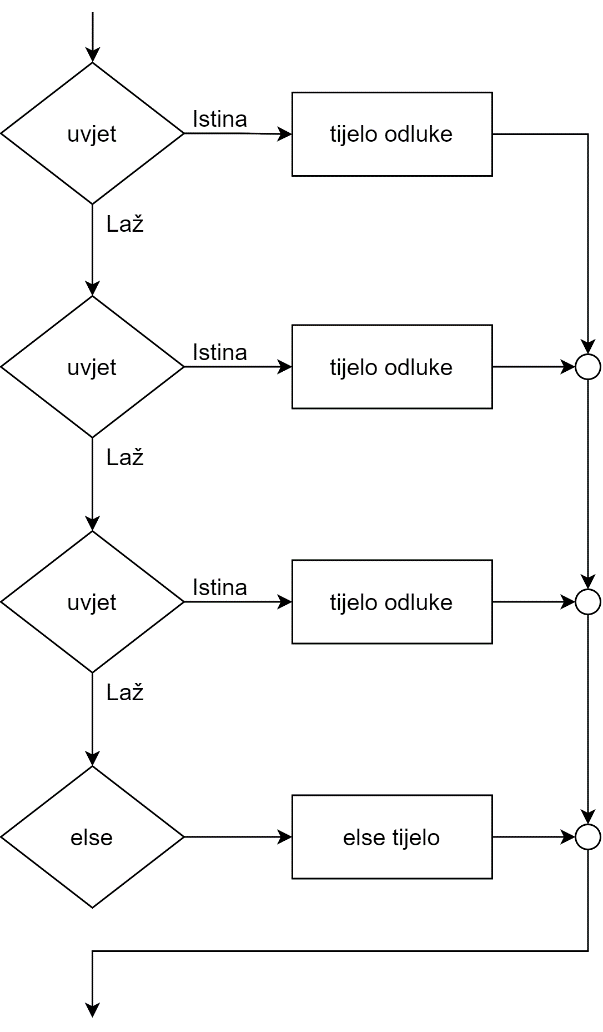 uvjet
Istina
tijelo odluke
Laž
uvjet
Istina
tijelo odluke
Laž
uvjet
Istina
tijelo odluke
Laž
else
else tijelo